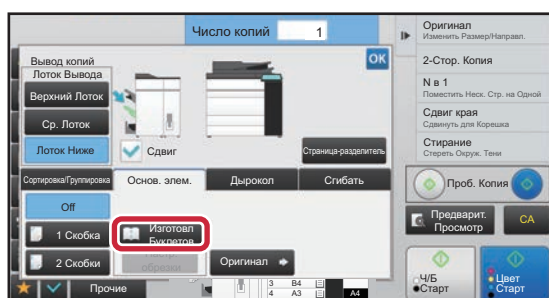 Число копий 1
Вывод копий
OK
Лоток Вывода
Верхний Лоток
Ср. Лоток
Лоток Ниже
Сдвиг
Страница-разделитель
Сортировка/Группировка
Основ. элем.
Дырокол
Сгибать
Off
1 Скобка
2 Скобки
Изготовл
Буклетов
обрезки
Оригинал
Прочие
3 B4
4 A3
A4
Оригинал
Изменить Размер/Направл.
2-Стор. Копия
N в 1
Поместить Неск. Стр. на Одной
Сдвиг края
Сдвинуть для Корешка
Стирание
Стереть Окруж. Тени
Проб. Копия
Предварит.
Просмотр
CA
Ч/Б
Старт
Цвет
Старт